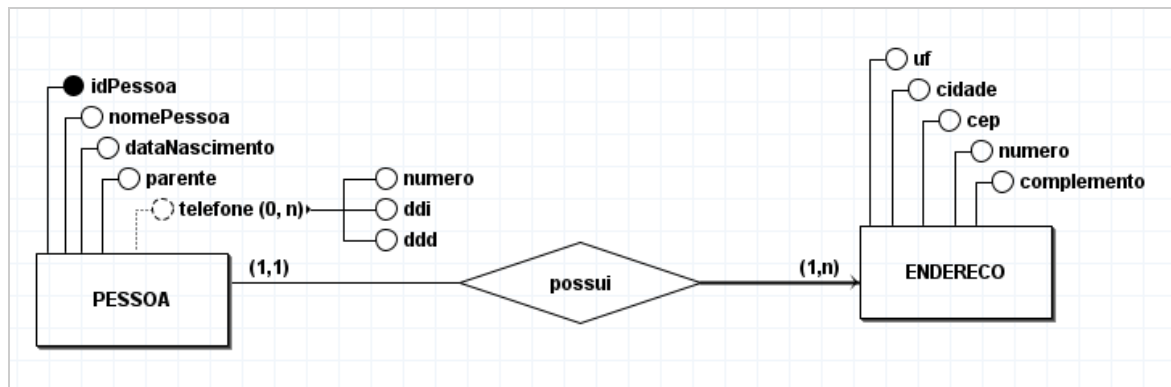 idPessoa
nomePessoa
dataNascimento
parente
telefone (0, n)
numero
ddi
ddd
PESSOA
(1,1)
possui
(1,n)
uf
cidade
cep
numero
complemento
ENDERECO